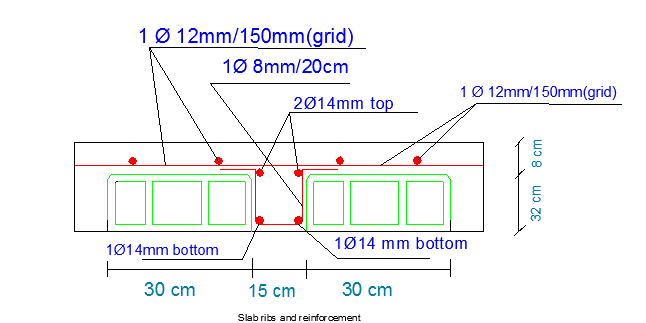 1 Ø 12mm/150mm(grid)
1Ø 8mm/20cm
1 Ø 12mm/150mm(grid)
2Ø14mm top
8 cm
32 cm
1Ø14mm bottom
1Ø14 mm bottom
30 cm
15 cm
30 cm
Slab ribs and reinforcement